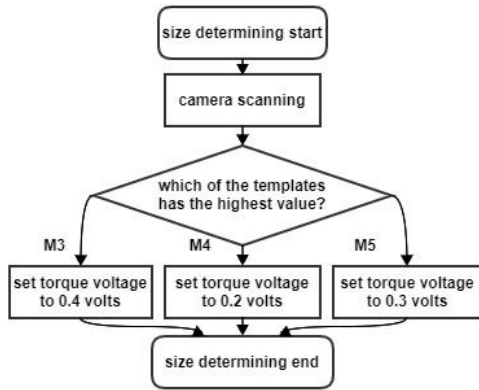 size determining start
camera scanning
which of the templates
has the highest value?
M3
M4
M5
set torque voltage
to 0.4 volts
set torque voltage
to 0.2 volts
set torque voltage
to 0.3 volts
size determining end